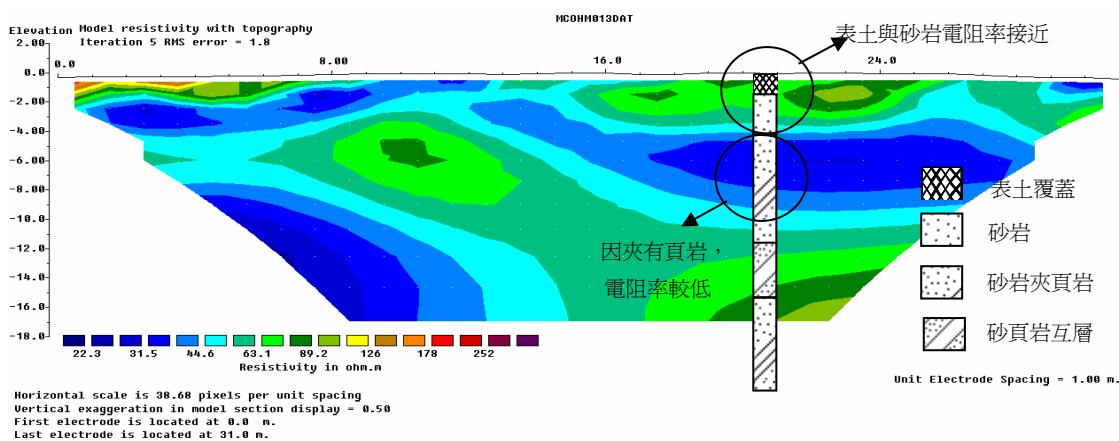 MCOHM013DAT
Elevation Model resistivity with topography
Iteration 5 RMS error = 1.8
表土與砂岩電阻率接近
2.00
0.0
-2.00
-4.00
-6.00
-8.00
-10.0
-12.0
-14.0
-16.0
-18.0
0.0 8.00 16.0 24.0
因夾有頁岩，
電阻率較低
表土覆蓋
砂岩
砂岩夾頁岩
砂頁岩互層
22.3 31.5 44.6 63.1 89.2 126 178 252
Resistivity in ohm.m
Unit Electrode Spacing = 1.00 m.
Horizontal scale is 38.68 pixels per unit spacing
Vertical exaggeration in model section display = 0.50
First electrode is located at 0.0 m.
Last electrode is located at 31.0 m.